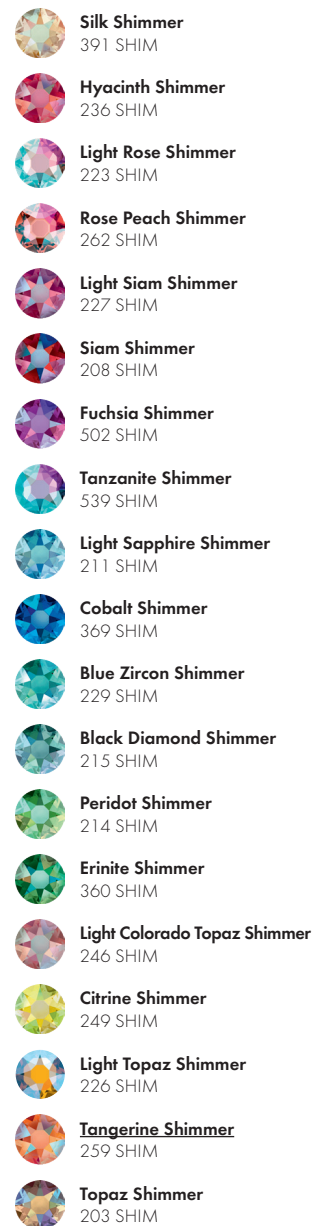 Silk Shimmer
391 SHIM
Hyacinth Shimmer
236 SHIM
Light Rose Shimmer
223 SHIM
Rose Peach Shimmer
262 SHIM
Light Siam Shimmer
227 SHIM
Siam Shimmer
208 SHIM
Fuchsia Shimmer
502 SHIM
Tanzanite Shimmer
539 SHIM
Light Sapphire Shimmer
211 SHIM
Cobalt Shimmer
369 SHIM
Blue Zircon Shimmer
229 SHIM
Black Diamond Shimmer
215 SHIM
Peridot Shimmer
214 SHIM
Erinite Shimmer
360 SHIM
Light Colorado Topaz Shimmer
246 SHIM
Citrine Shimmer
249 SHIM
Light Topaz Shimmer
226 SHIM
Tangerine Shimmer
259 SHIM
Topaz Shimmer
203 SHIM